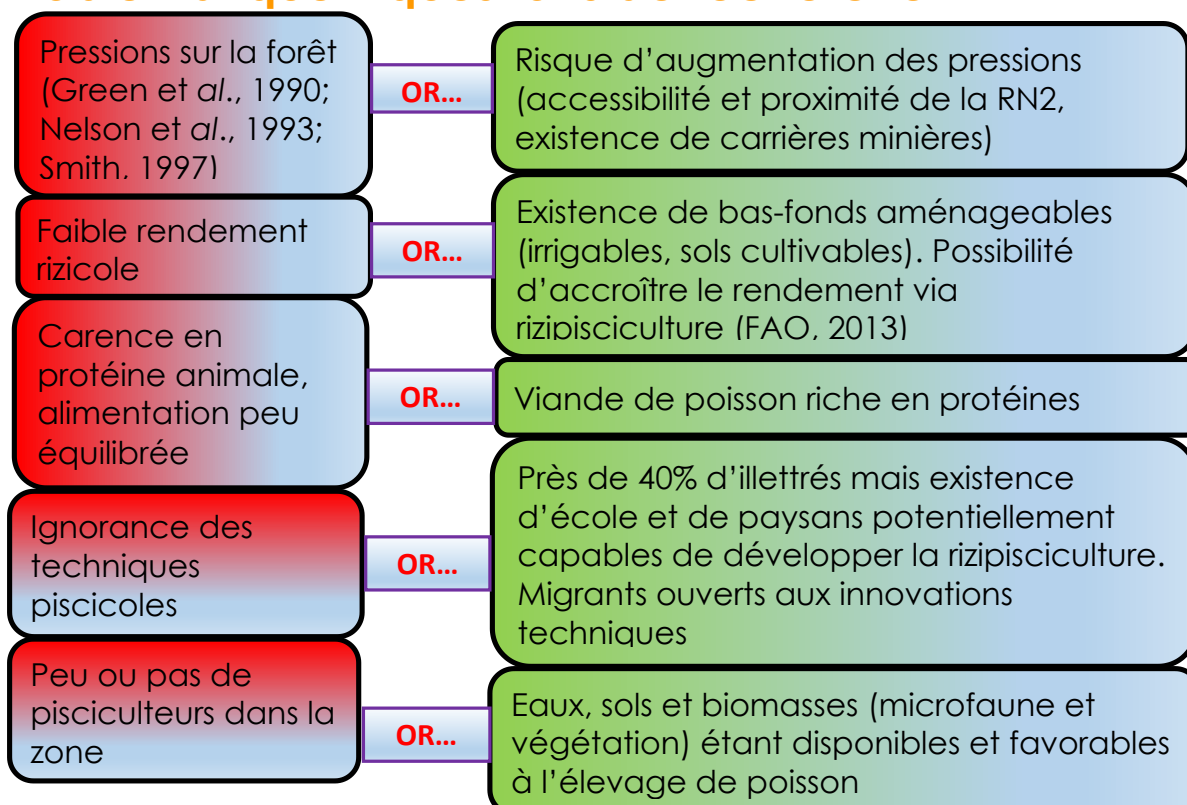 Pressions sur la forêt
(Green et al., 1990;
Nelson et al., 1993;
Smith, 1997)
OR...
Risque d'augmentation des pressions
(accessibilité et proximité de la RN2,
existence de carrières minières)
Faible rendement
rizicole
OR...
Existence de bas-fonds aménageables
(irrigables, sols cultivables). Possibilité
d'accroître le rendement via
rizipisciculture (FAO, 2013)
Carence en
protéine animale,
alimentation peu
équilibrée
OR...
Viande de poisson riche en protéines
Ignorance des
techniques
piscicoles
OR...
Près de 40% d'illettrés mais existence
d'école et de paysans potentiellement
capables de développer la rizipisciculture.
Migrants ouverts aux innovations
techniques
Peu ou pas de
pisciculteurs dans la
zone
OR...
Eaux, sols et biomasses (microfaune et
végétation) étant disponibles et favorables
à l'élevage de poisson